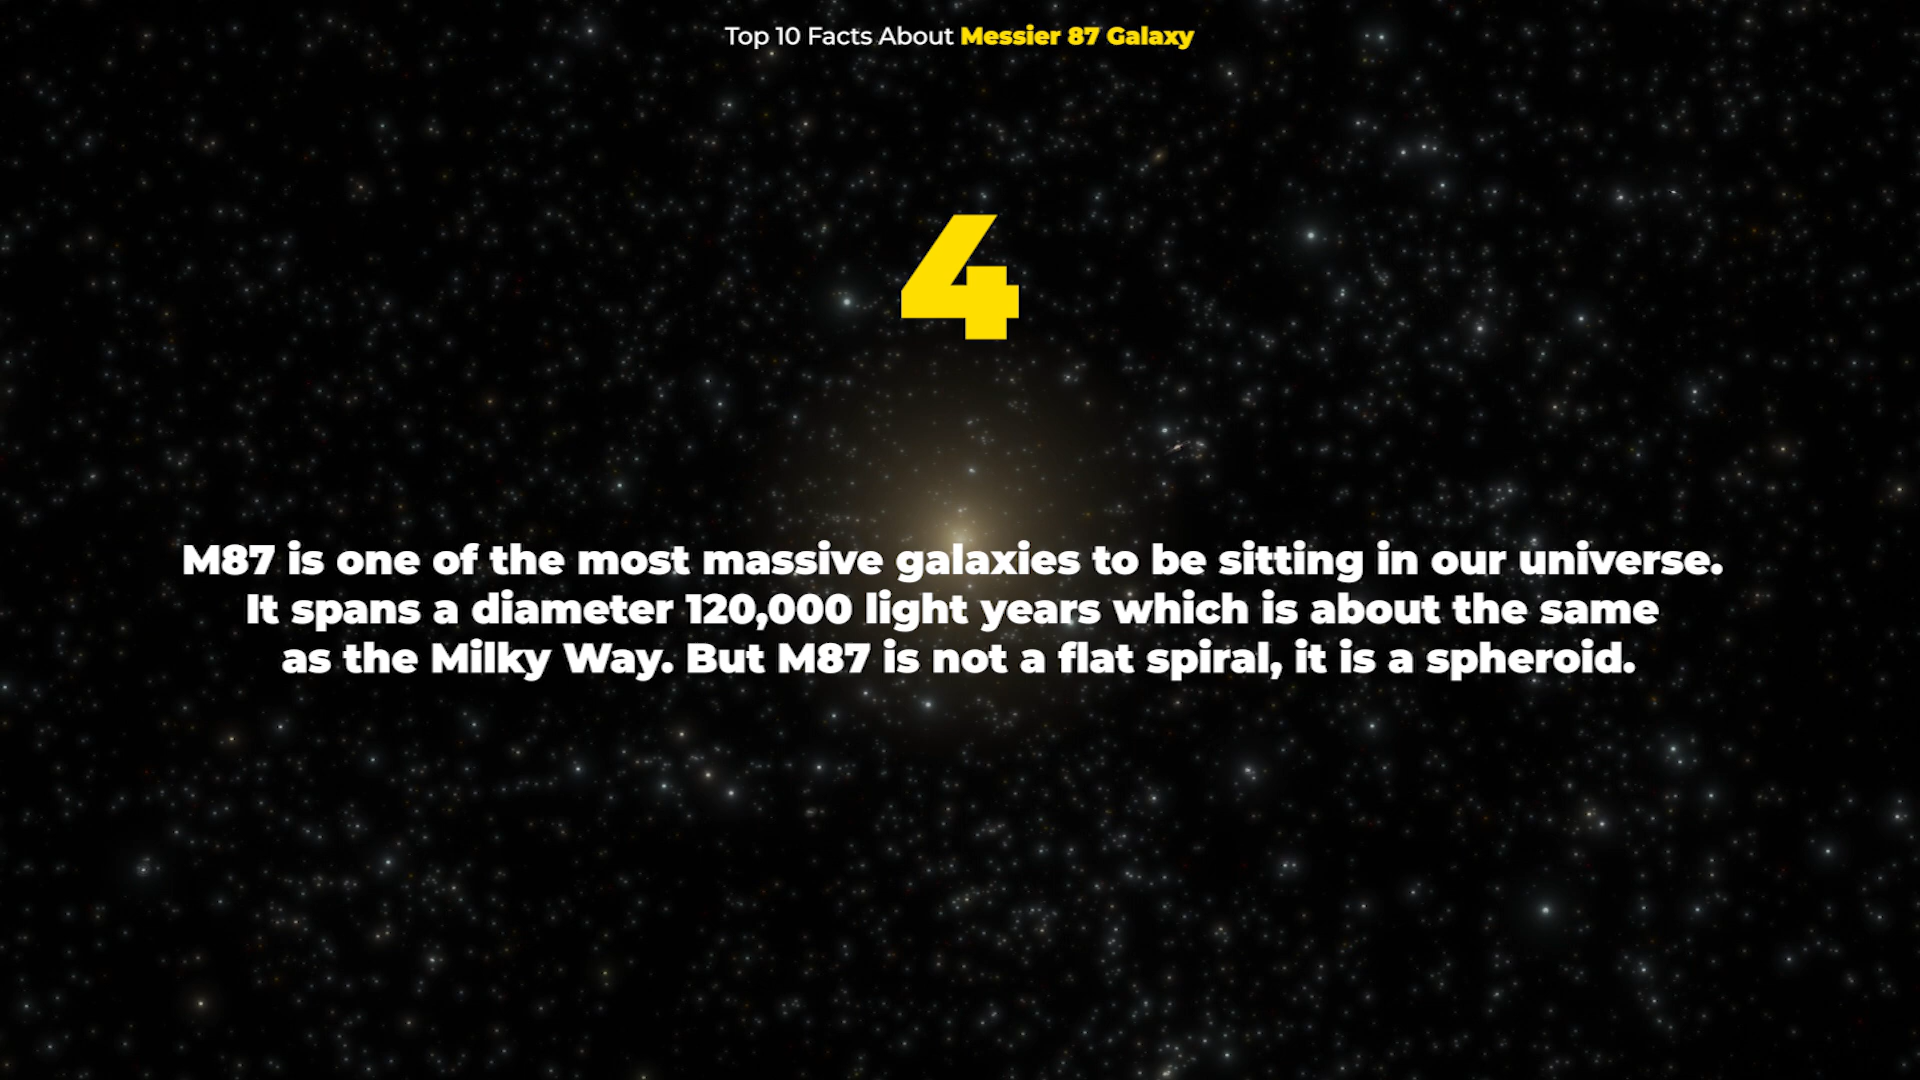 Top 10 Facts About Messier 87 Galaxy
4
M87 is one of the most massive galaxies to be sitting in our universe.
It spans a diameter 120,000 light years which is about the same
as the Milky Way. But M87 is not a flat spiral, it is a spheroid.